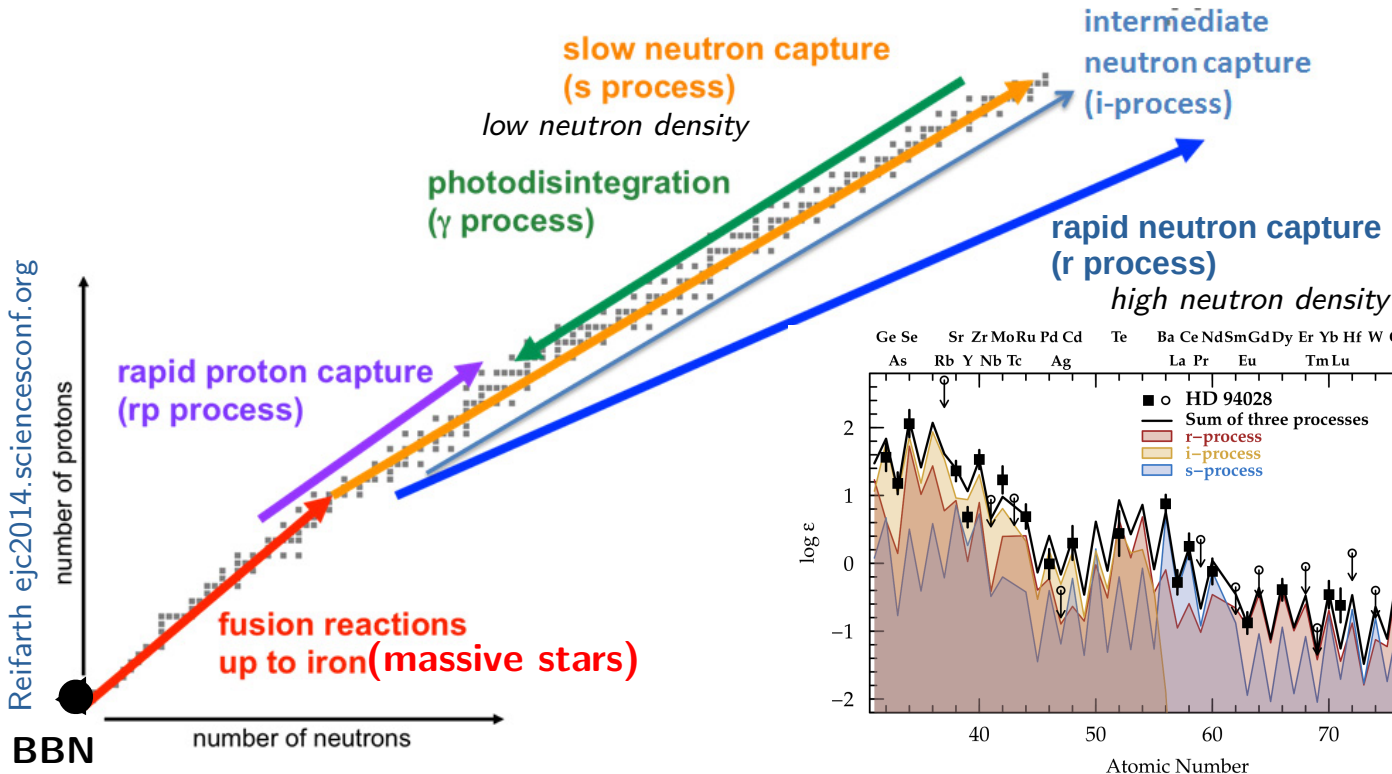 intermediate
neutron capture
(i-process)
slow neutron capture
(s process)
low neutron density
photodisintegration
(γ process)
rapid neutron capture
(r process)
high neutron density
rapid proton capture
(rp process)
fusion reactions
up to iron(massive stars)
number of protons
number of neutrons
BBN
Reifarth ejc2014.sciencesconf.org
Ge Se Sr Zr Mo Ru Pd Cd Te Ba Ce Nd Sm Gd Dy Er Yb Hf W
As Rb Y Nb Tc Ag La Pr Eu Tm Lu
HD 94028
Sum of three processes
r-process
i-process
s-process
log ε
2
1
0
−1
−2
40 50 60 70
Atomic Number